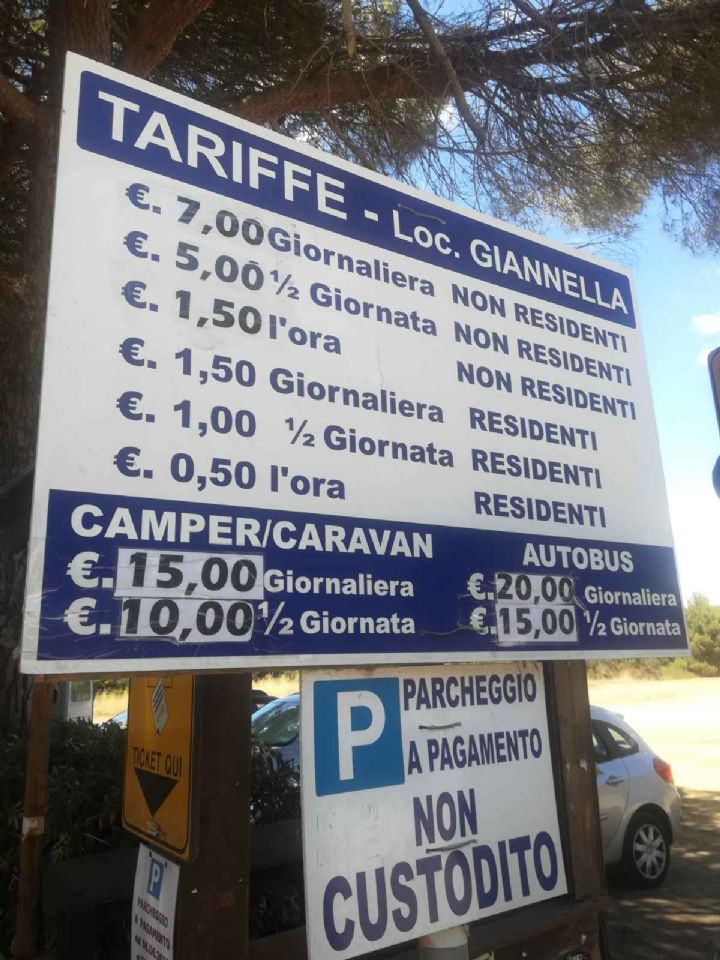 TARIFFE - Loc. GIANNELLA
€. 7,00 Giornaliera NON RESIDENTI
€. 5,00 ½ Giornata NON RESIDENTI
€. 1,50 l'ora NON RESIDENTI
€. 1,50 Giornaliera RESIDENTI
€. 1,00 ½ Giornata RESIDENTI
€. 0,50 l'ora RESIDENTI
CAMPER/CARAVAN
€. 15,00 Giornaliera
€. 10,00 ½ Giornata
AUTOBUS
€. 20,00 Giornaliera
€. 15,00 ½ Giornata
P PARCHEGGIO
A PAGAMENTO
NON
CUSTODITO
TICKET QUI
P
PARCHEGGIO
A PAGAMENTO